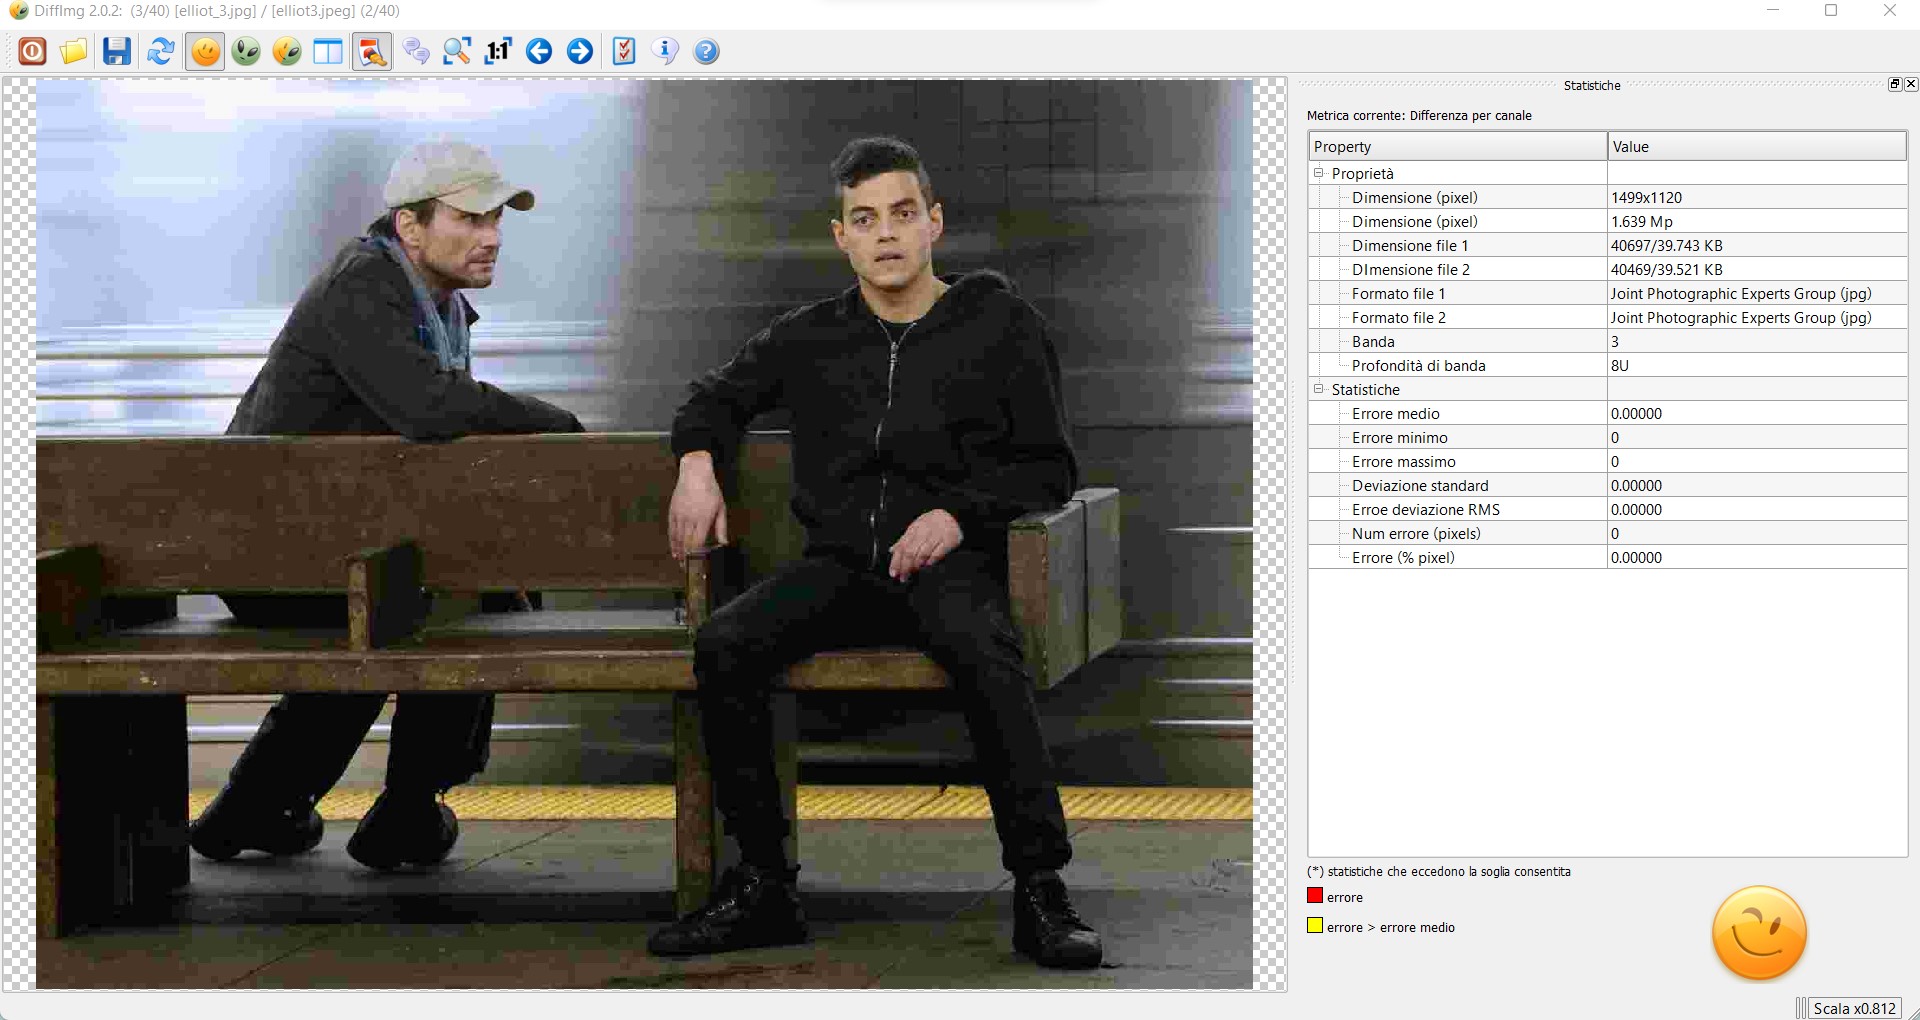 DiffImg 2.0.2: (3/40) [elliot_3.jpg] / [elliot3.jpeg] (2/40)
1:1
Statistiche
Metrica corrente: Differenza per canale
Property Value
Proprietà
Dimensione (pixel) 1499x1120
Dimensione (pixel) 1.639 Mp
Dimensione file 1 40697/39.743 KB
DImensione file 2 40469/39.521 KB
Formato file 1 Joint Photographic Experts Group (jpg)
Formato file 2 Joint Photographic Experts Group (jpg)
Banda 3
Profondità di banda 8U
Statistiche
Errore medio 0.00000
Errore minimo 0
Errore massimo 0
Deviazione standard 0.00000
Erroe deviazione RMS 0.00000
Num errore (pixels) 0
Errore (% pixel) 0.00000
(*) statistiche che eccedono la soglia consentita
errore
errore > errore medio
Scala x0.812